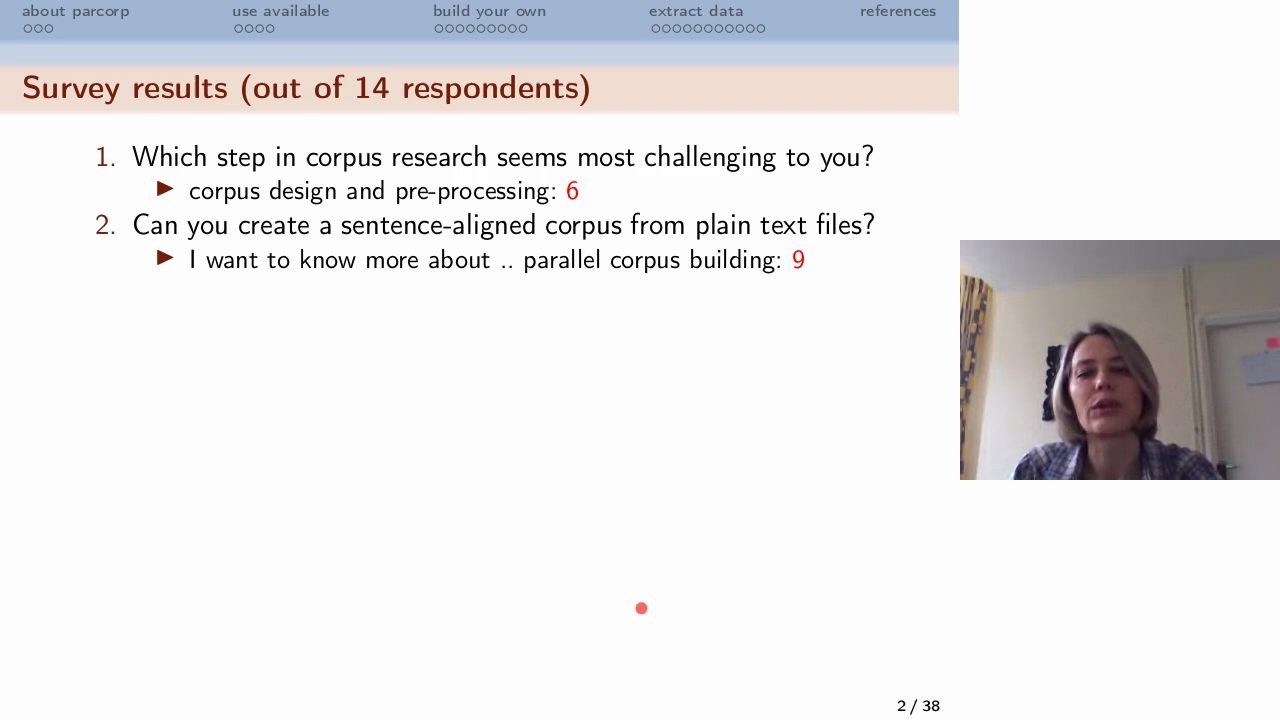 about parcorp use available build your own extract data references
Survey results (out of 14 respondents)
1. Which step in corpus research seems most challenging to you?
▶ corpus design and pre-processing: 6
2. Can you create a sentence-aligned corpus from plain text files?
▶ I want to know more about .. parallel corpus building: 9
2 / 38